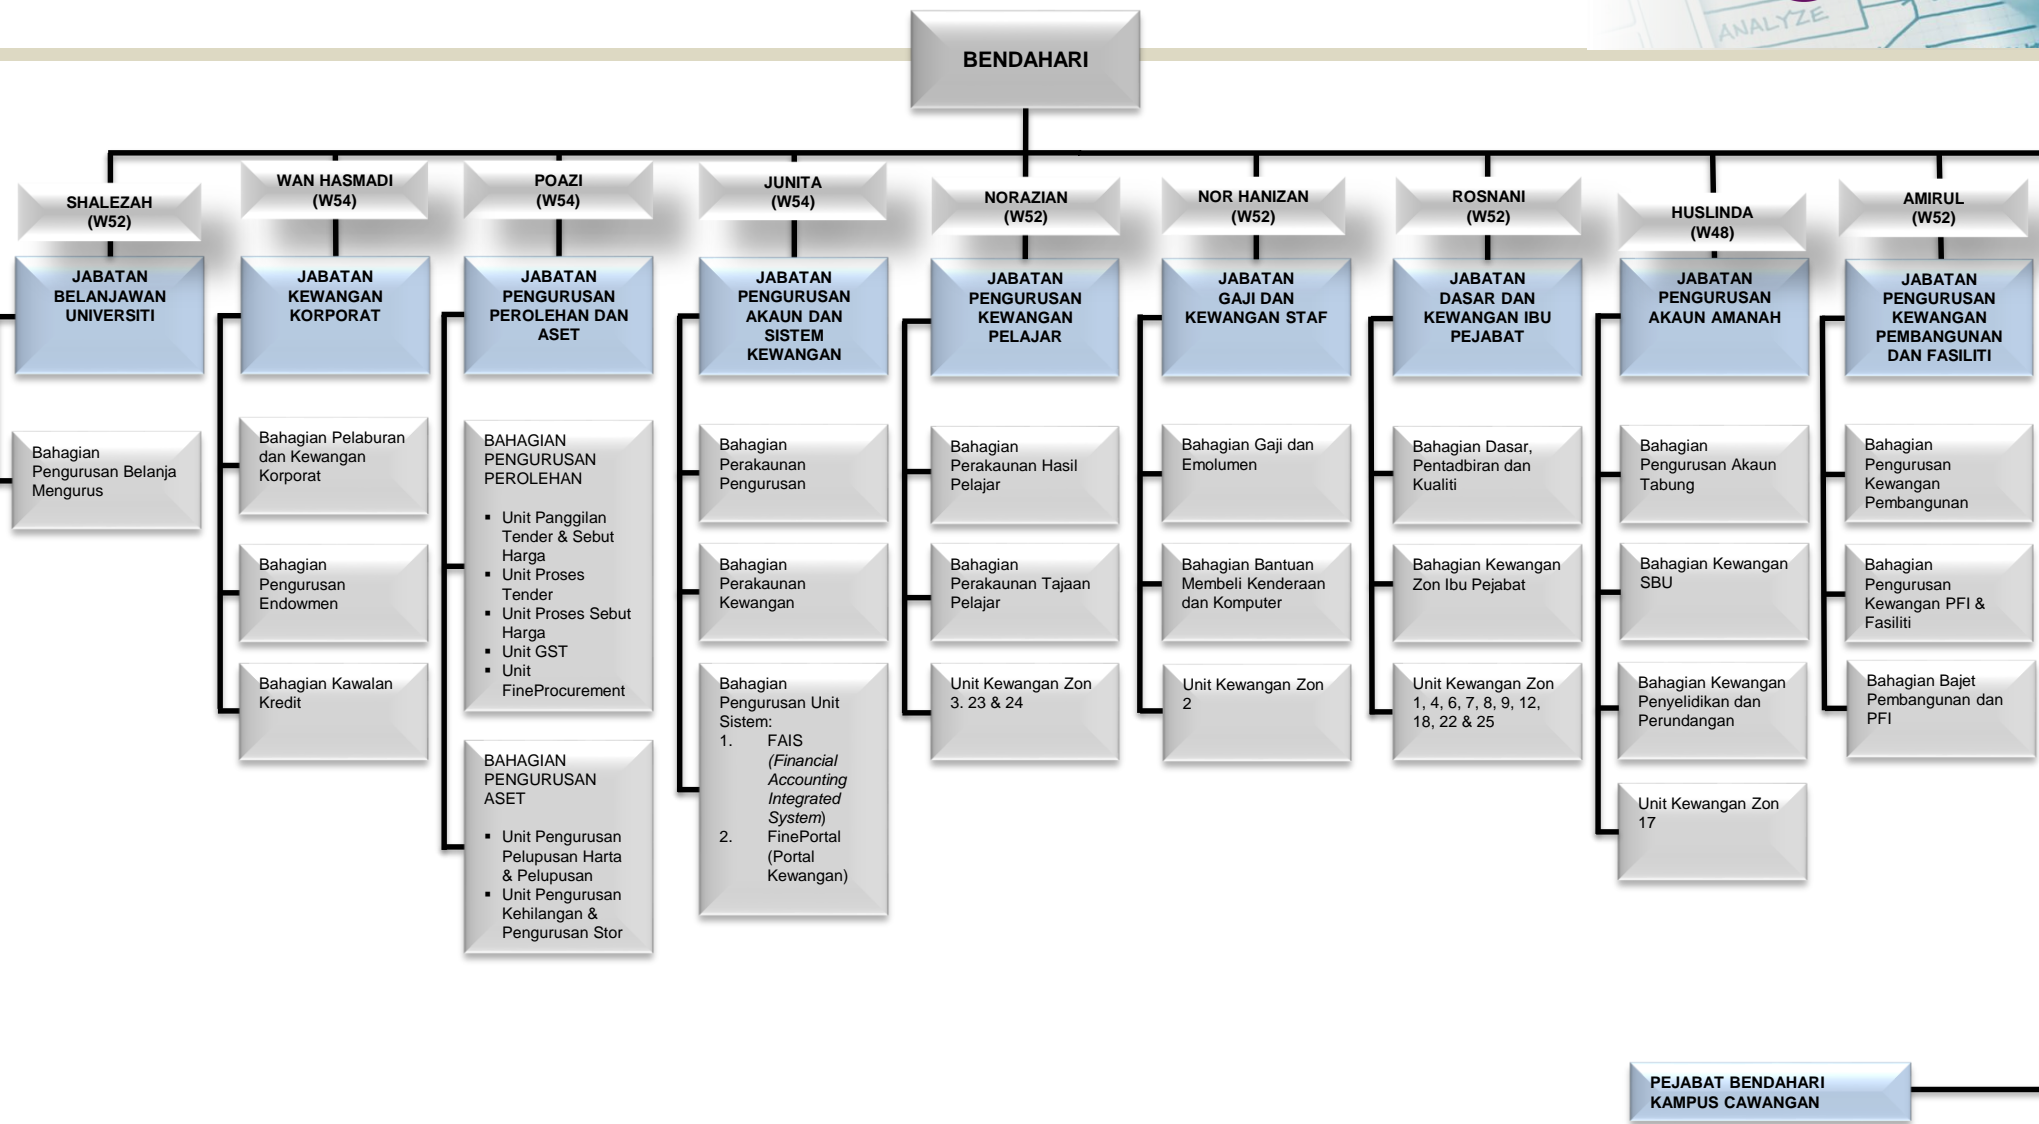 ANALYZE
BENDAHARI
SHALEZAH
(W52)
JABATAN
BELANJAWAN
UNIVERSITI
Bahagian
Pengurusan Belanja
Mengurus
WAN HASMADI
(W54)
JABATAN
KEWANGAN
KORPORAT
Bahagian Pelaburan
dan Kewangan
Korporat
Bahagian
Pengurusan
Endowmen
Bahagian Kawalan
Kredit
POAZI
(W54)
JABATAN
PENGURUSAN
PEROLEHAN DAN
ASET
BAHAGIAN
PENGURUSAN
PEROLEHAN
▪ Unit Panggilan
Tender & Sebut
Harga
▪ Unit Proses
Tender
▪ Unit Proses Sebut
Harga
▪ Unit GST
▪ Unit
FineProcurement
BAHAGIAN
PENGURUSAN
ASET
▪ Unit Pengurusan
Pelupusan Harta
& Pelupusan
▪ Unit Pengurusan
Kehilangan &
Pengurusan Stor
JUNITA
(W54)
JABATAN
PENGURUSAN
AKAUN DAN
SISTEM
KEWANGAN
Bahagian
Perakaunan
Pengurusan
Bahagian
Perakaunan
Kewangan
Bahagian
Pengurusan Unit
Sistem:
1. FAIS
(Financial
Accounting
Integrated
System)
2. FinePortal
(Portal
Kewangan)
NORAZIAN
(W52)
JABATAN
PENGURUSAN
KEWANGAN
PELAJAR
Bahagian
Perakaunan Hasil
Pelajar
Bahagian
Perakaunan Tajaan
Pelajar
Unit Kewangan Zon
3. 23 & 24
NOR HANIZAN
(W52)
JABATAN
GAJI DAN
KEWANGAN STAF
Bahagian Gaji dan
Emolumen
Bahagian Bantuan
Membeli Kenderaan
dan Komputer
Unit Kewangan Zon
2
ROSNANI
(W52)
JABATAN
DASAR DAN
KEWANGAN IBU
PEJABAT
Bahagian Dasar,
Pentadbiran dan
Kualiti
Bahagian Kewangan
Zon Ibu Pejabat
Unit Kewangan Zon
1, 4, 6, 7, 8, 9, 12,
18, 22 & 25
HUSLINDA
(W48)
JABATAN
PENGURUSAN
AKAUN AMANAH
Bahagian
Pengurusan Akaun
Tabung
Bahagian Kewangan
SBU
Bahagian Kewangan
Penyelidikan dan
Perundangan
Unit Kewangan Zon
17
AMIRUL
(W52)
JABATAN
PENGURUSAN
KEWANGAN
PEMBANGUNAN
DAN FASILITI
Bahagian
Pengurusan
Kewangan
Pembangunan
Bahagian
Pengurusan
Kewangan PFI &
Fasiliti
Bahagian Bajet
Pembangunan dan
PFI
PEJABAT BENDAHARI
KAMPUS CAWANGAN